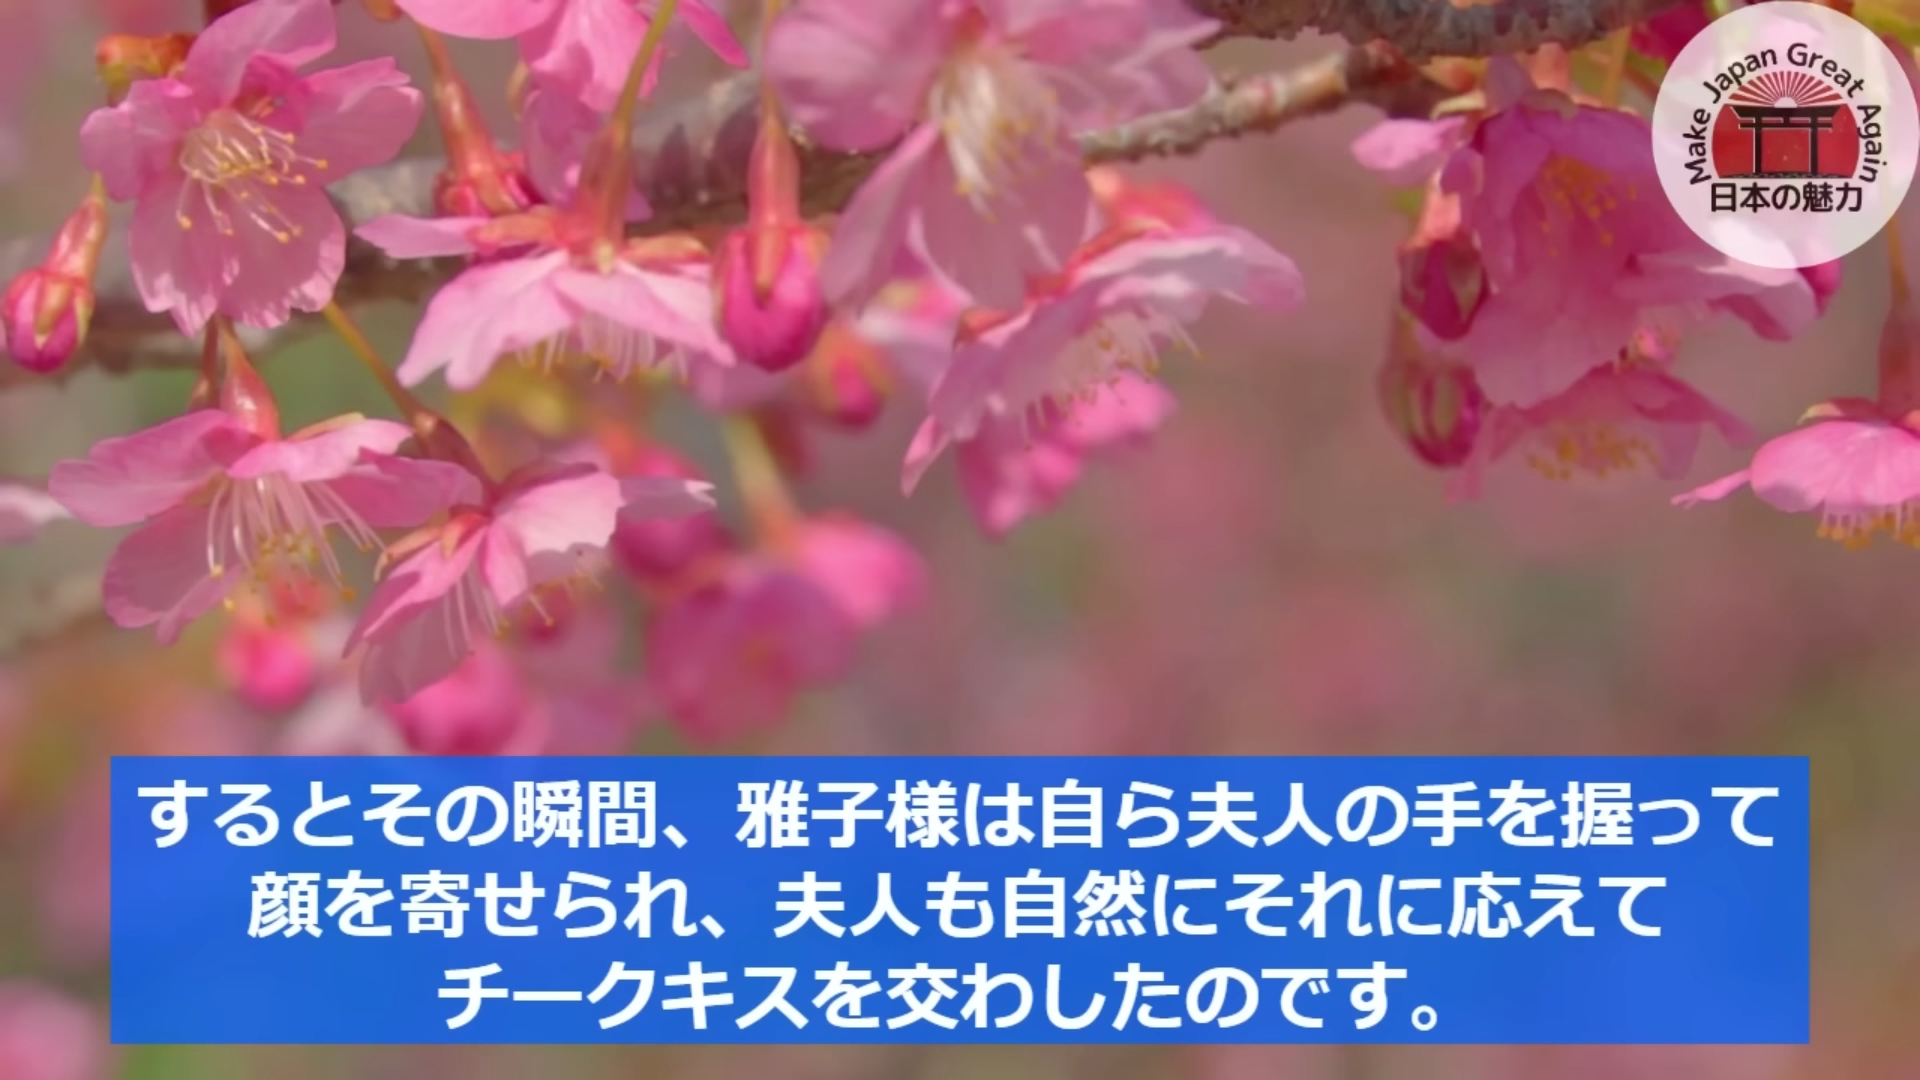 Make Japan Great Again
日本の魅力
するとその瞬間、雅子様は自ら夫人の手を握って
顔を寄せられ、夫人も自然にそれに応えて
チークキスを交わしたのです。